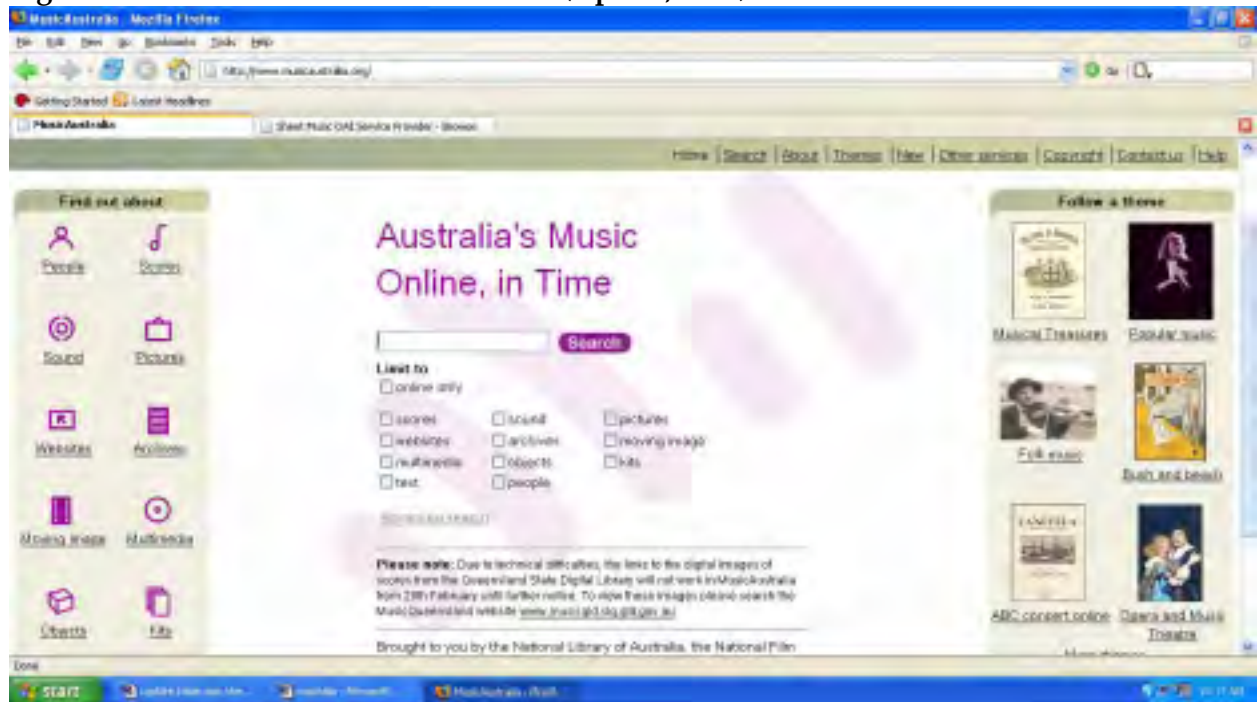 MusicAustralia - Mozilla Firefox
File Edit View Go Bookmarks Tools Help
http://www.musicaustralia.org/
Getting Started Latest Headlines
MusicAustralia Sheet Music OAI Service Provider - Browse
Home | Search | About | Themes | New | Other services | Copyright | Contact us | Help
Find out about
People Scores
Sound Pictures
Websites Archives
Moving image Multimedia
Objects Kits
Australia's Music
Online, in Time
Search
Limit to
online only
scores sound pictures
websites archives moving image
multimedia objects kits
text people
Advanced search
Please note: Due to technical difficulties, the links to the digital images of
scores from the Queensland State Digital Library will not work in MusicAustralia
from 28th February until further notice. To view these images please search the
Music Queensland website
Brought to you by the National Library of Australia, the National Film
Follow a theme
Musical Treasures Popular music
Folk music Bush and beach
ABC concert online Opera and Music
Theatre
Done
start